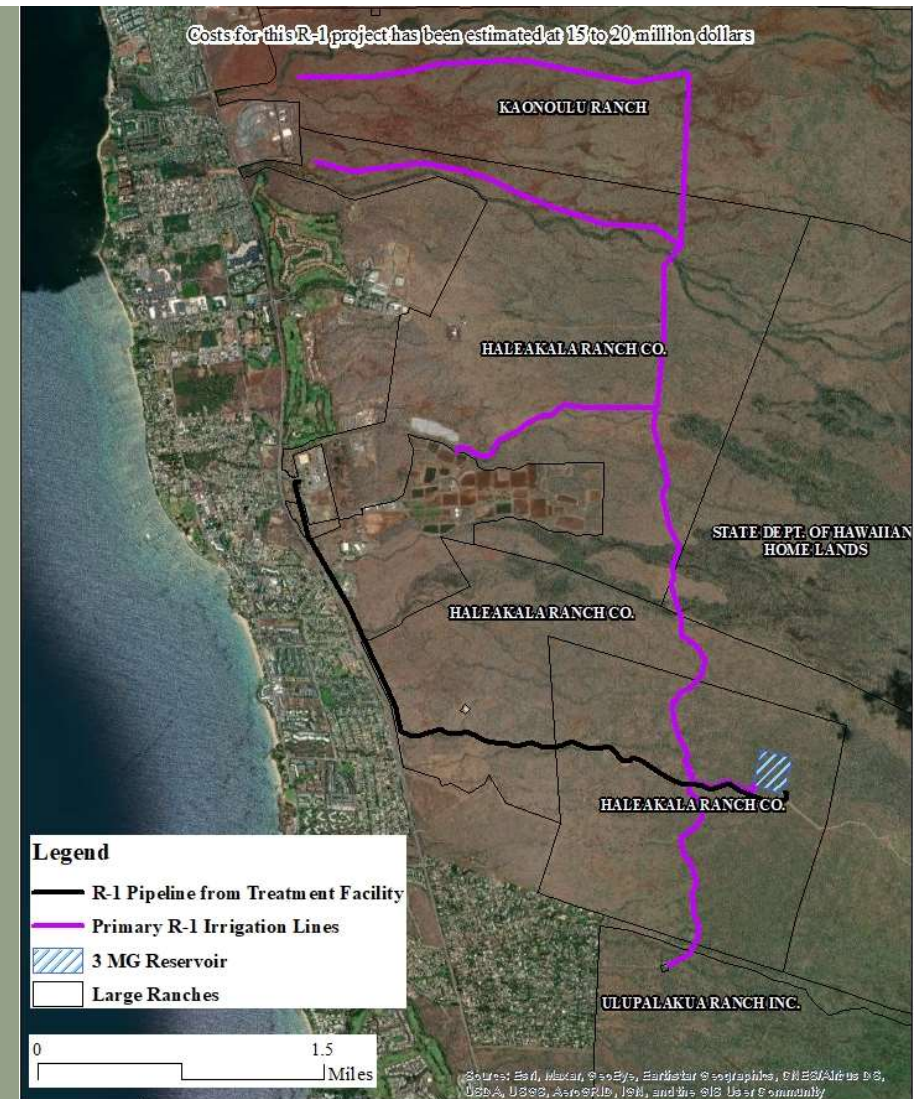 Costs for this R-1 project has been estimated at 15 to 20 million dollars
KAONOULU RANCH
HALEAKALA RANCH CO.
STATE DEPT. OF HAWAIIAN
HOME LANDS
HALEAKALA RANCH CO.
HALEAKALA RANCH CO.
ULUPALAKUA RANCH INC.
Legend
R-1 Pipeline from Treatment Facility
Primary R-1 Irrigation Lines
3 MG Reservoir
Large Ranches
0 1.5
Miles
Source: Esri, Maxar, GeoEye, Earthstar Geographics, CNES/Airbus DS,
USDA, USGS, AeroGRID, IGN, and the GIS User Community